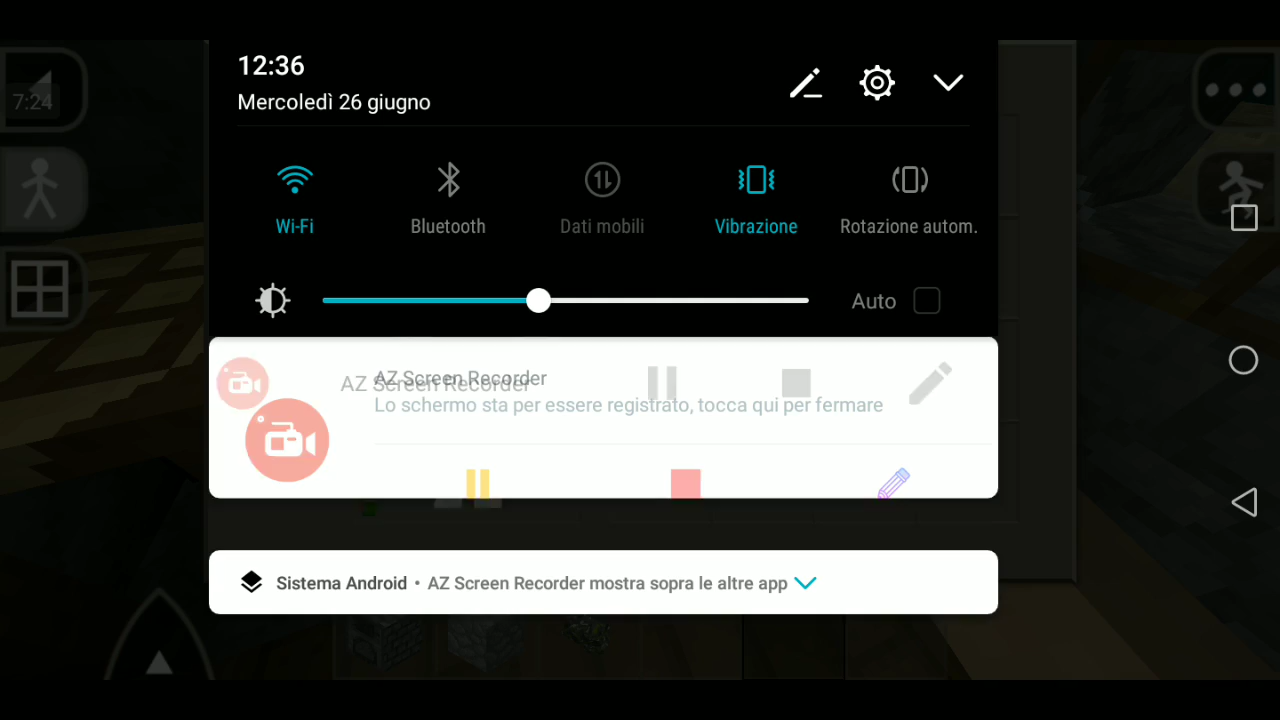 12:36
Mercoledì 26 giugno
7:24
Wi-Fi
Bluetooth
Dati mobili
Vibrazione
Rotazione autom.
Auto
AZ Screen Recorder
AZ Screen Recorder
Lo schermo sta per essere registrato, tocca qui per fermare
Sistema Android • AZ Screen Recorder mostra sopra le altre app